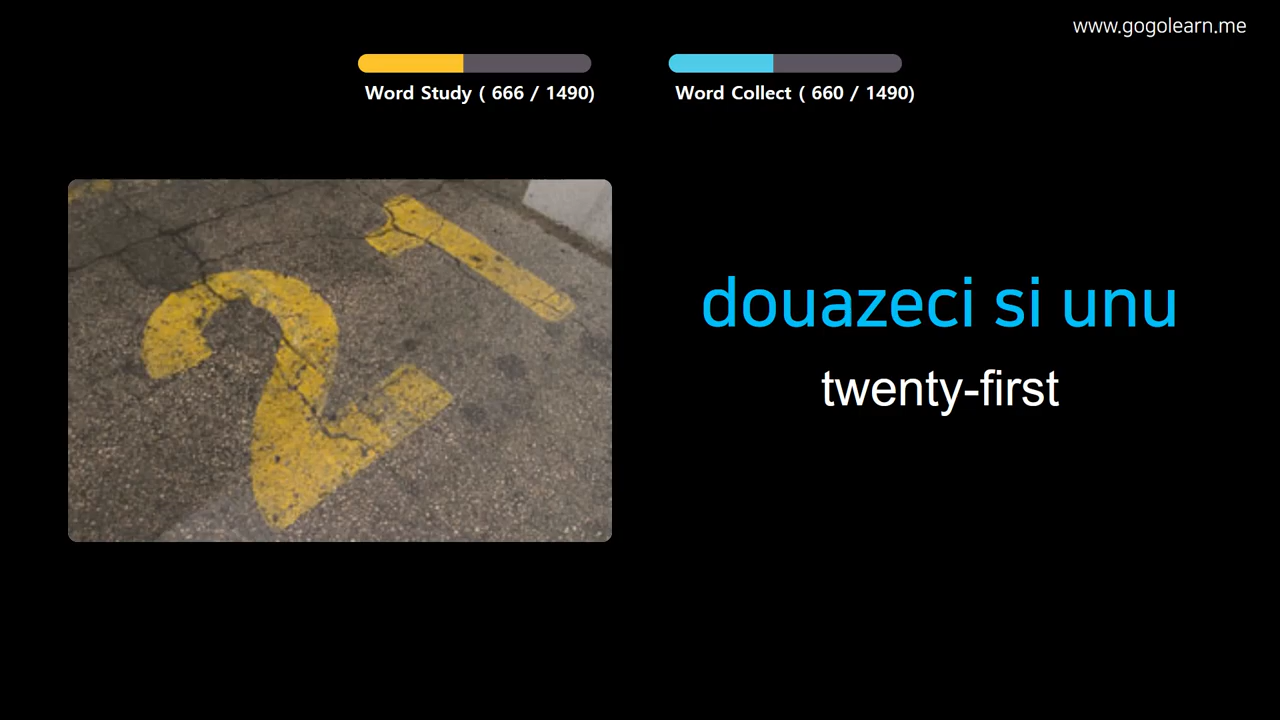 www.gogolearn.me
Word Study ( 666 / 1490)
Word Collect ( 660 / 1490)
21
douazeci si unu
twenty-first